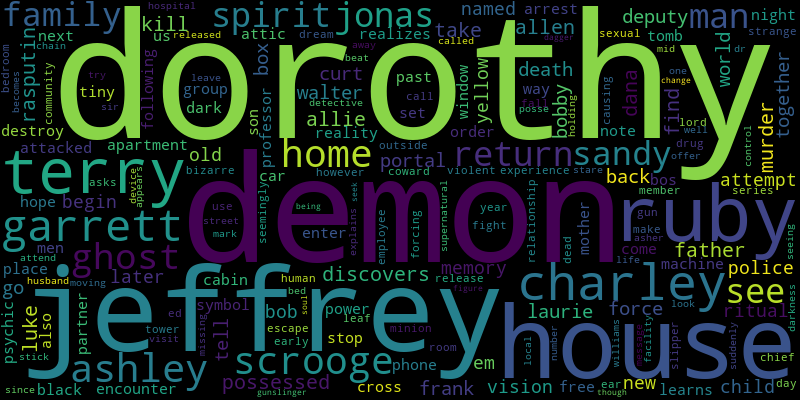 dorothy
demon
jeffrey
house
ruby
terry
spirit
jonas
family
man
garrett
ghost
charley
ashley
scrooge
home
return
sandy
see
kill
rasputin
attic
box
realizes
take
named
allen
arrest
deputy
night
tomb
strange
hospital
released
dream
away
beat
called
dagger
sexual
mid
dr
next
us
chain
bedroom
becomes
community
tiny
try
sir
following
group
leave
dark
walter
curt
past
call
set
detective
death
way
fall
posse
holding
bobby
causing
note
dana
find
one
change
lord
well
drug
offer
world
control
murder
together
window
yellow
allie
son
professor
reality
order
destroy
attacked
apartment
old
bizarre
portal
outside
however
coward
violent
experience
stare
back
bos
member
series
attempt
asks
device
appears
hope
begin
car
seemingly
use
street
mark
being
enter
explains
seek
employee
forcing
supernatural
year
fight
relationship
dead
mother
gun
make
asher
come
life
father
police
machine
look
seeing
darkness
men
place
go
later
attend
husband
moving
cabin
human
bed
soul
discovers
memory
release
figure
laurie
force
ritual
psychic
luke
also
partner
ed
tower
visit
symbol
missing
tell
bob
power
leaf
escape
early
stop
minion
room
phone
em
vision
local
number
williams
message
facility
slipper
suddenly
chief
stick
since
black
encounter
possessed
gunslinger
cross
frank
free
ear
though
new
learns
child
day